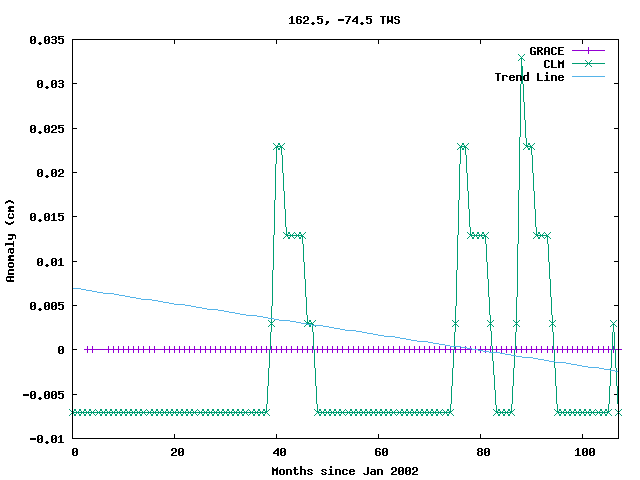 162.5, -74.5 TWS
GRACE
CLM
Trend Line
0.035
0.03
0.025
0.02
0.015
0.01
0.005
0
-0.005
-0.01
Anomaly (cm)
0 20 40 60 80 100
Months since Jan 2002